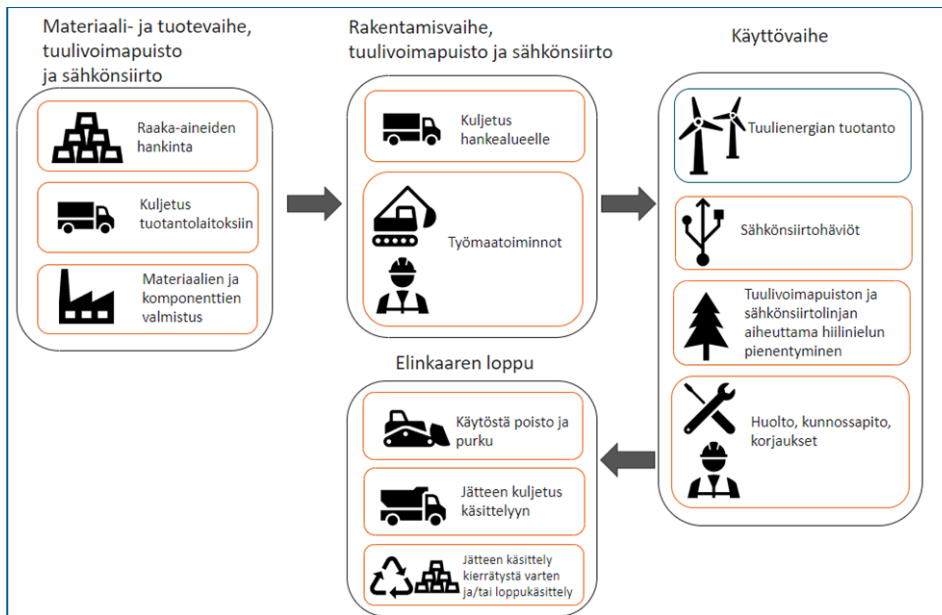 Materiaali- ja tuotevaihe,
tuulivoimapuisto
ja sähkönsiirto
Raaka-aineiden
hankinta
Kuljetus
tuotantolaitoksiin
Materiaalien ja
komponenttien
valmistus
Rakentamisvaihe,
tuulivoimapuisto ja sähkönsiirto
Kuljetus
hankealueelle
Työmaatoiminnot
Käyttövaihe
Tuulienergian tuotanto
Sähkönsiirtohäviöt
Tuulivoimapuiston ja
sähkönsiirtolinjan
aiheuttama hiilinielun
pienentyminen
Huolto, kunnossapito,
korjaukset
Elinkaaren loppu
Käytöstä poisto ja
purku
Jätteen kuljetus
käsittelyyn
Jätteen käsittely
kierrätystä varten
ja/tai loppukäsittely